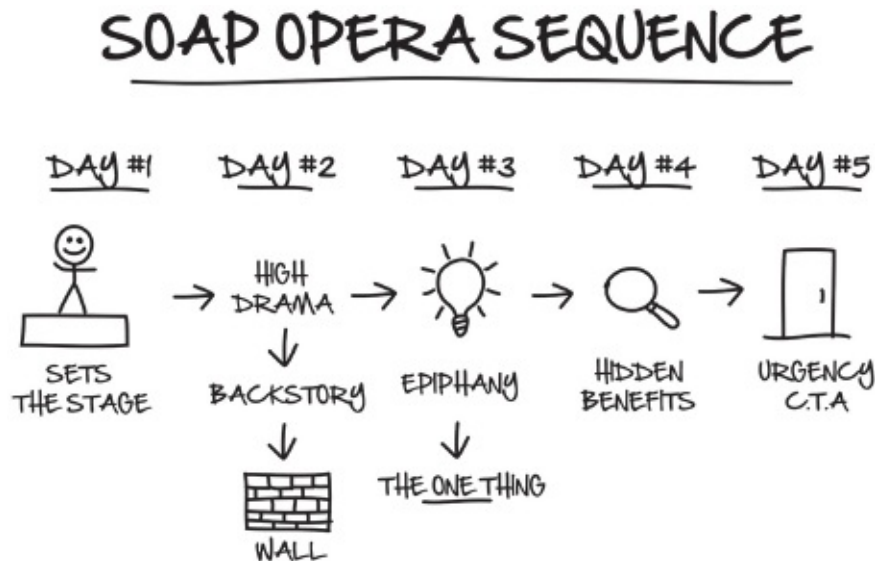 SOAP OPERA SEQUENCE
DAY #1
DAY #2
DAY #3
DAY #4
DAY #5
SETS
THE STAGE
HIGH
DRAMA
BACKSTORY
WALL
EPIPHANY
THE ONE THING
HIDDEN
BENEFITS
URGENCY
C.T.A